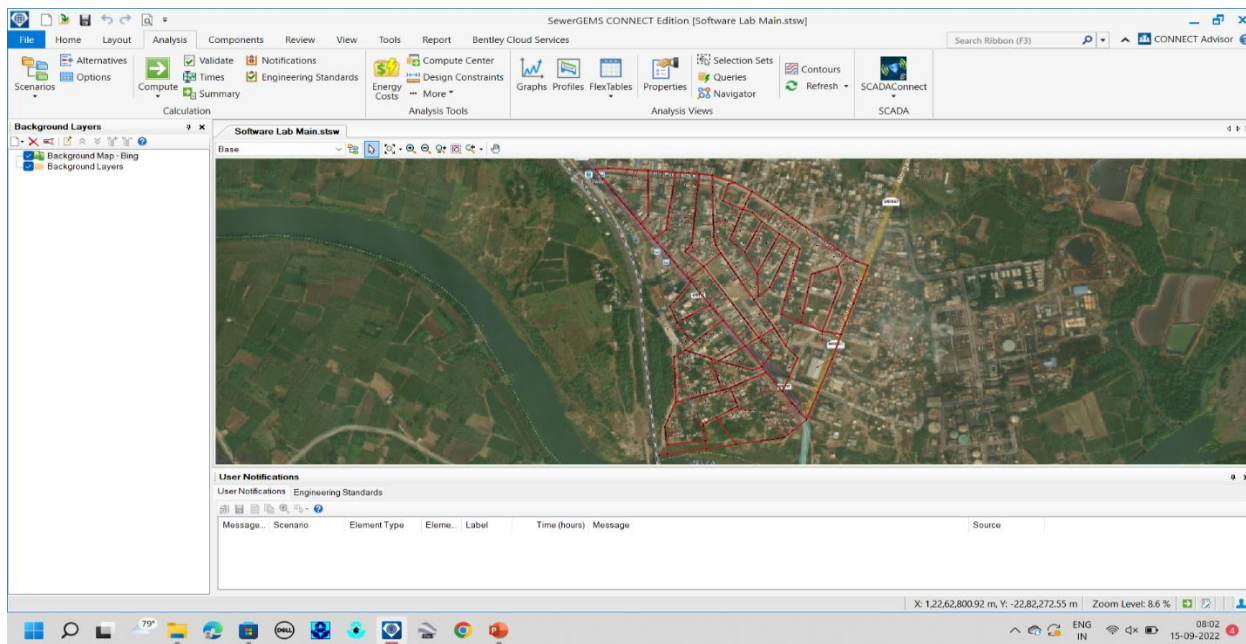 SewerGEMS CONNECT Edition [Software Lab Main.stsw]
File Home Layout Analysis Components Review View Tools Report Bentley Cloud Services Search Ribbon (F3) CONNECT Advisor
Scenarios
Alternatives
Options
Compute
Validate
Times
Summary
Notifications
Engineering Standards
Calculation
Energy Costs
Compute Center
Design Constraints
More
Analysis Tools
Graphs
Profiles
FlexTables
Properties
Selection Sets
Queries
Navigator
Contours
Refresh
Analysis Views
SCADAConnect
SCADA
Background Layers
Background Map - Bing
Background Layers
Software Lab Main.stsw
Base
User Notifications
User Notifications Engineering Standards
Message... Scenario Element Type Eleme... Label Time (hours) Message Source
X: 1,22,62,800.92 m, Y: -22,82,272.55 m Zoom Level: 8.6 %
79°
DELL
ENG
IN
08:02
15-09-2022
4